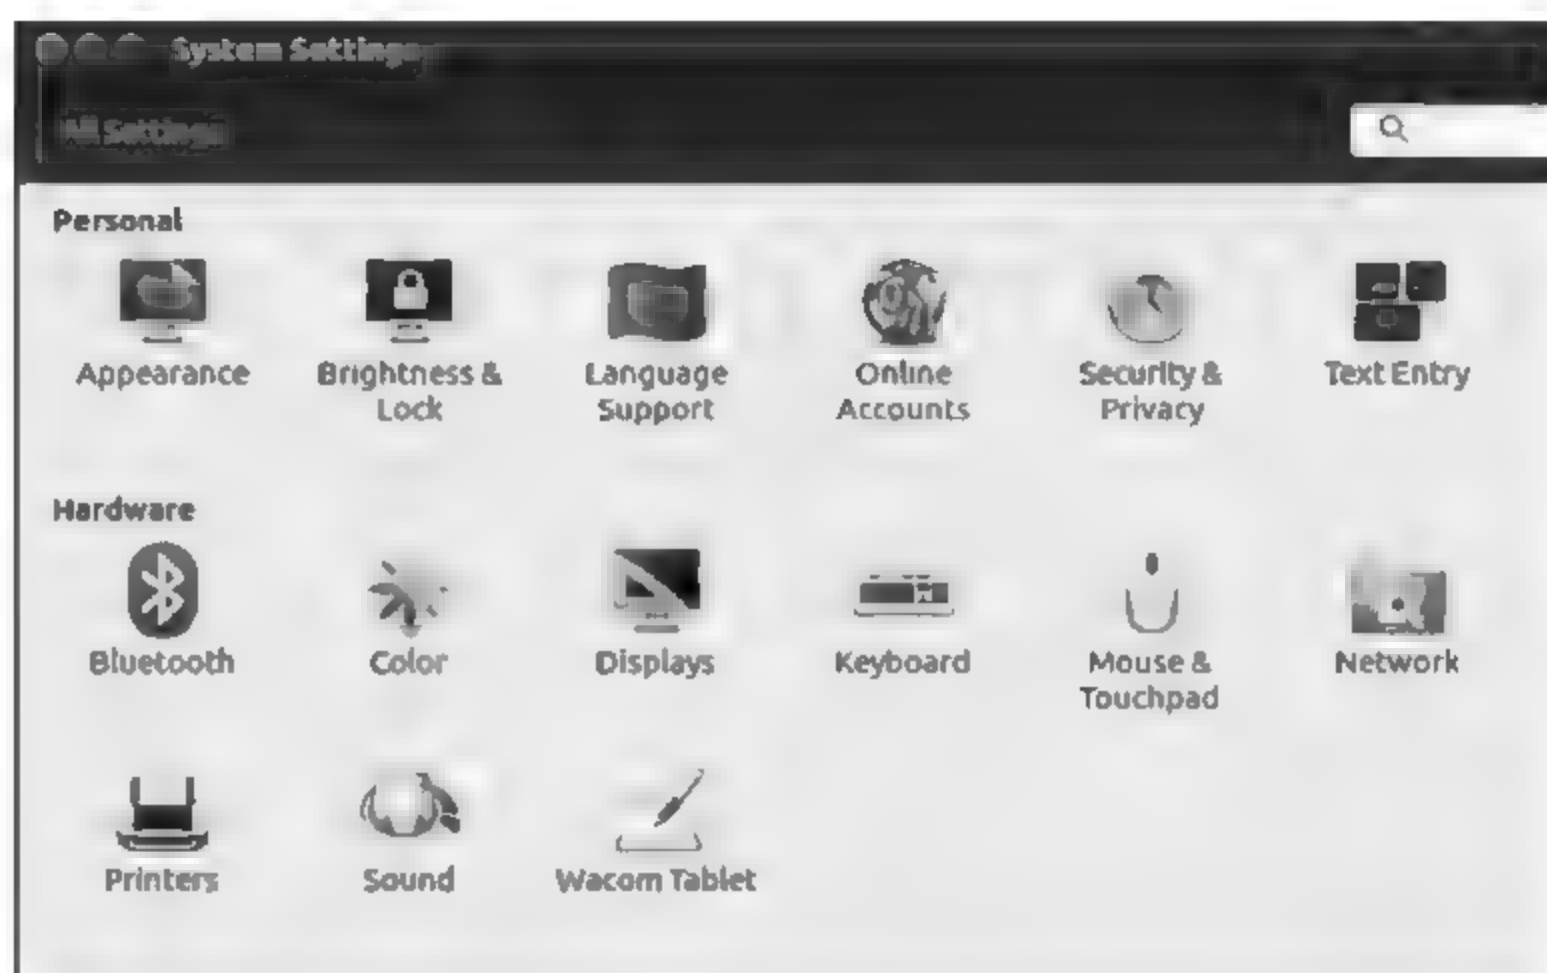 System Settings
All Settings
Personal
Appearance
Brightness &
Lock
Language
Support
Online
Accounts
Security &
Privacy
Text Entry
Hardware
Bluetooth
Color
Displays
Keyboard
Mouse &
Touchpad
Network
Printers
Sound
Wacom Tablet